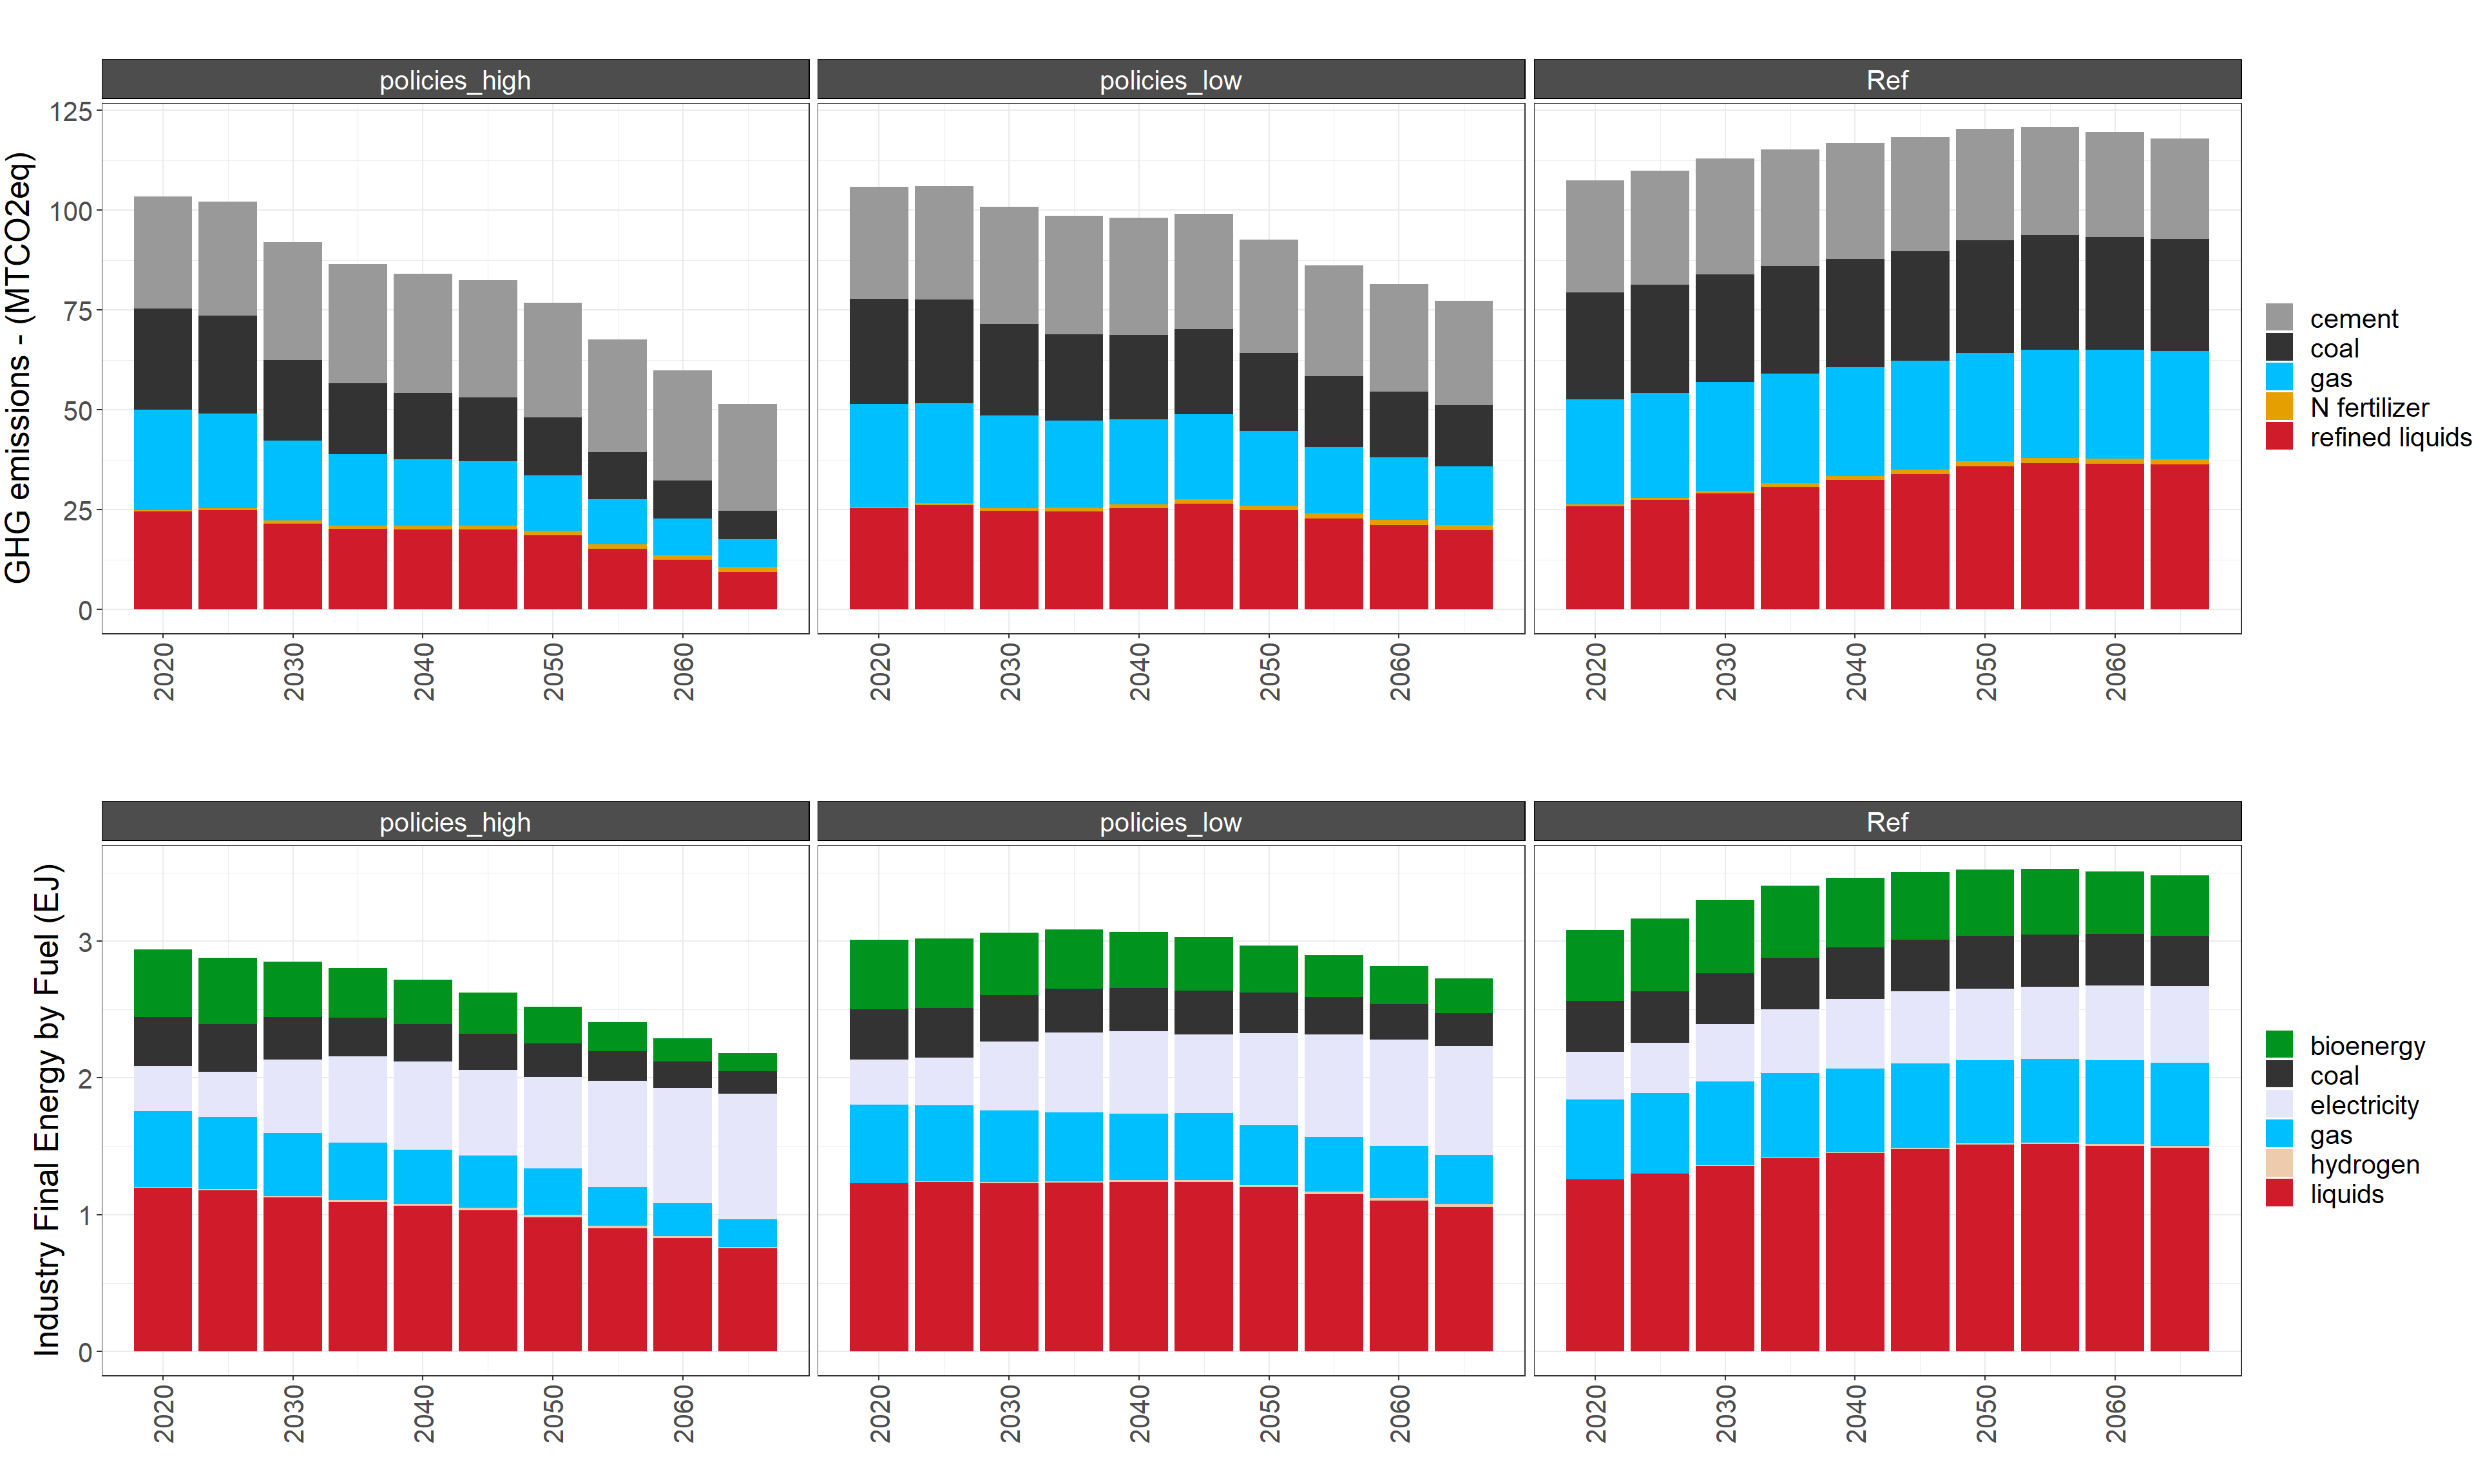 policies_high policies_low Ref
GHG emissions - (MTCO2eq)
125
100
75
50
25
0
2020 2030 2040 2050 2060 2020 2030 2040 2050 2060 2020 2030 2040 2050 2060
cement
coal
gas
N fertilizer
refined liquids
policies_high policies_low Ref
Industry Final Energy by Fuel (EJ)
3
2
1
0
2020 2030 2040 2050 2060 2020 2030 2040 2050 2060 2020 2030 2040 2050 2060
bioenergy
coal
electricity
gas
hydrogen
liquids